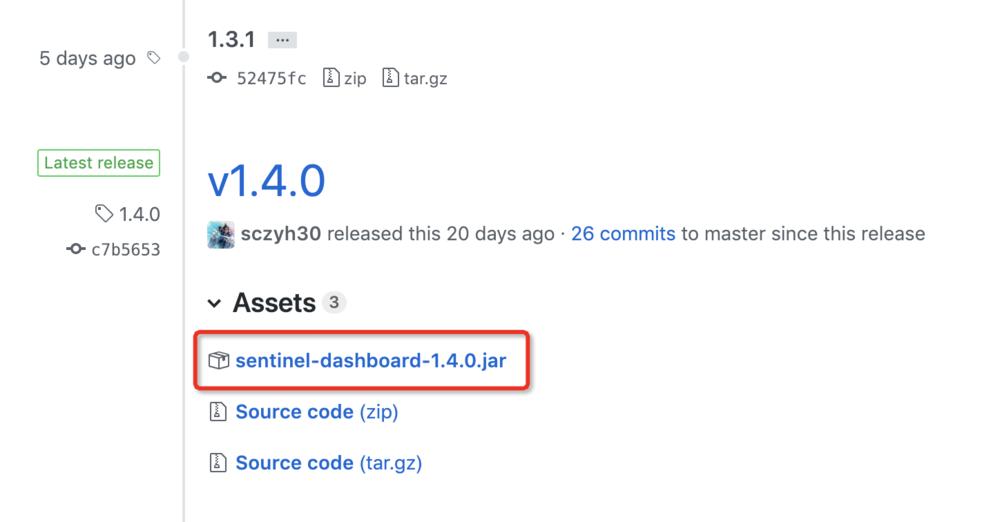 1.3.1 ...
5 days ago
52475fc zip tar.gz
Latest release
v1.4.0
1.4.0
sczyh30 released this 20 days ago · 26 commits to master since this release
c7b5653
Assets 3
sentinel-dashboard-1.4.0.jar
Source code (zip)
Source code (tar.gz)